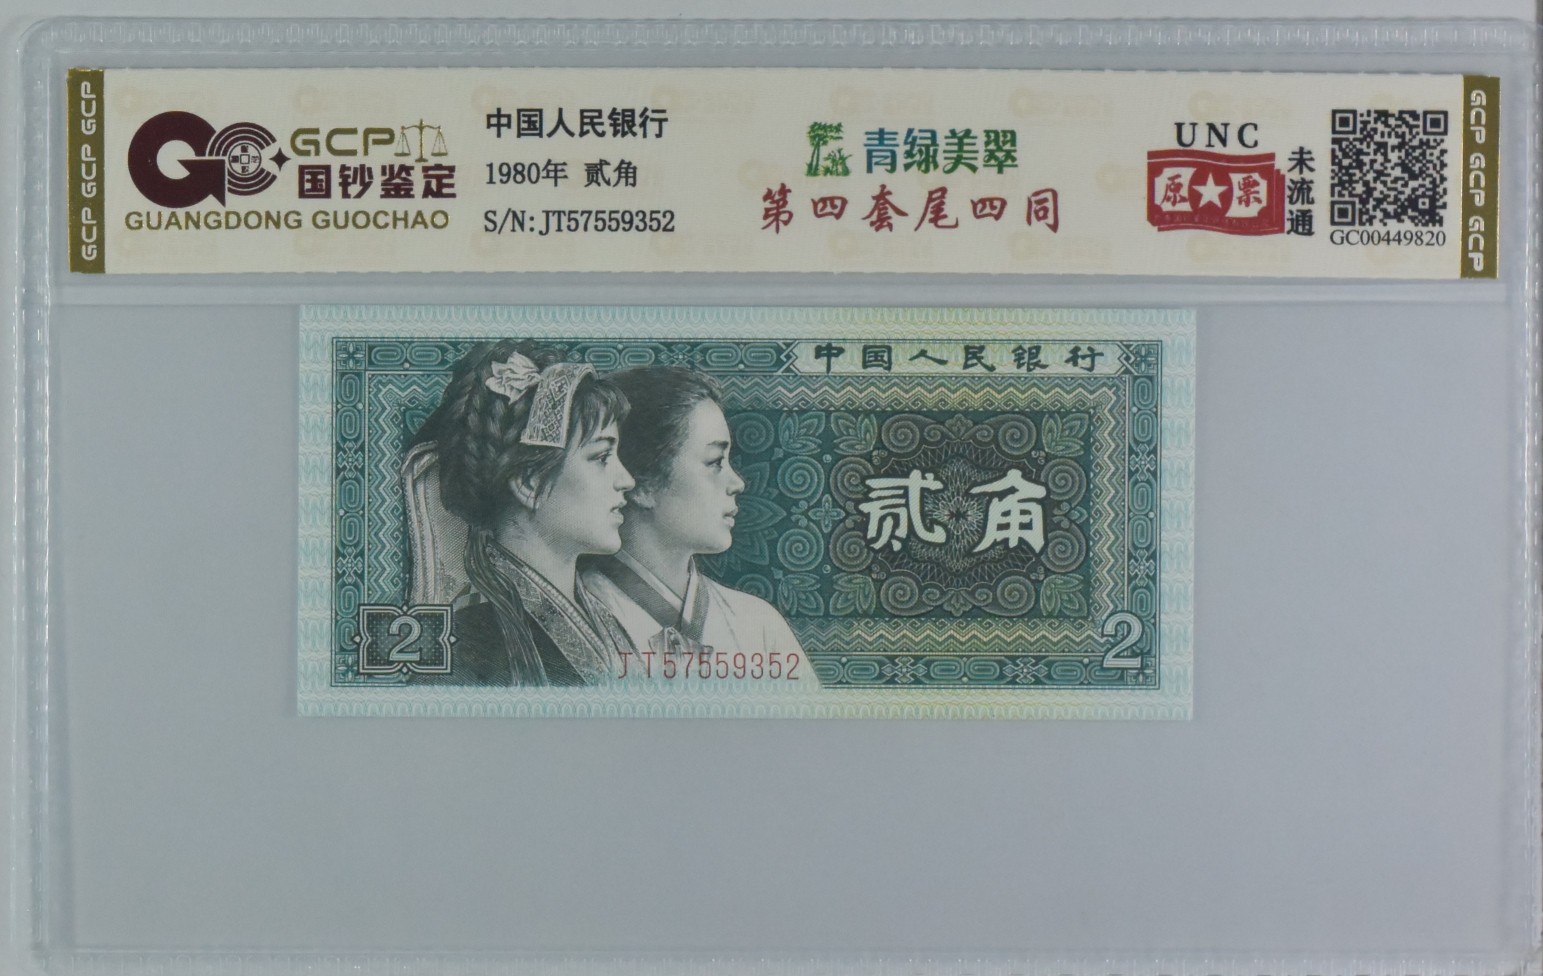 GCP GCP GCP
GCP
国钞鉴定
GUANGDONG GUOCHAO
中国人民银行
1980年 贰角
S/N:JT57559352
青绿美翠
第四套尾四同
UNC
原票
未流通
GC00449820
GCP GCP GCP
中国人民银行
贰角
2
2
JT57559352